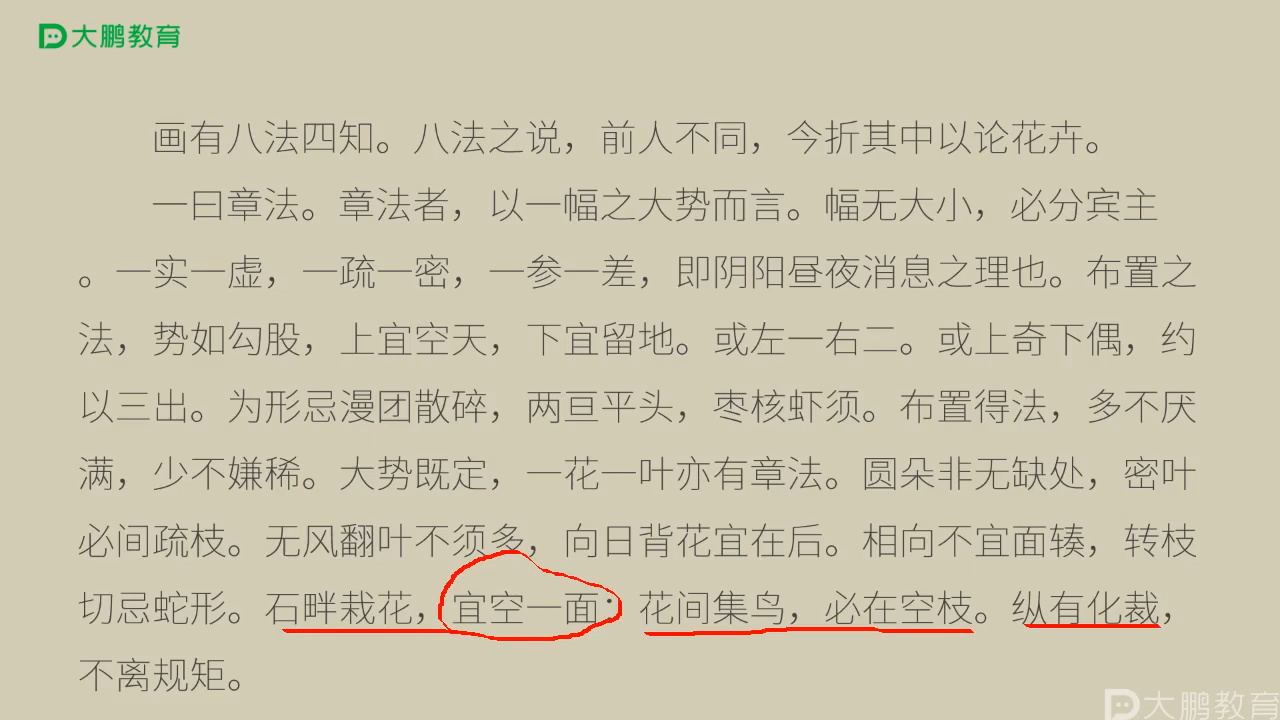 大鹏教育
画有八法四知。八法之说，前人不同，今折其中以论花卉。
一曰章法。章法者，以一幅之大势而言。幅无大小，必分宾主
。一实一虚，一疏一密，一参一差，即阴阳昼夜消息之理也。布置之
法，势如勾股，上宜空天，下宜留地。或左一右二。或上奇下偶，约
以三出。为形忌漫团散碎，两亘平头，枣核虾须。布置得法，多不厌
满，少不嫌稀。大势既定，一花一叶亦有章法。圆朵非无缺处，密叶
必间疏枝。无风翻叶不须多，向日背花宜在后。相向不宜面辏，转枝
切忌蛇形。石畔栽花，宜空一面；花间集鸟，必在空枝。纵有化裁，
不离规矩。
大鹏教育